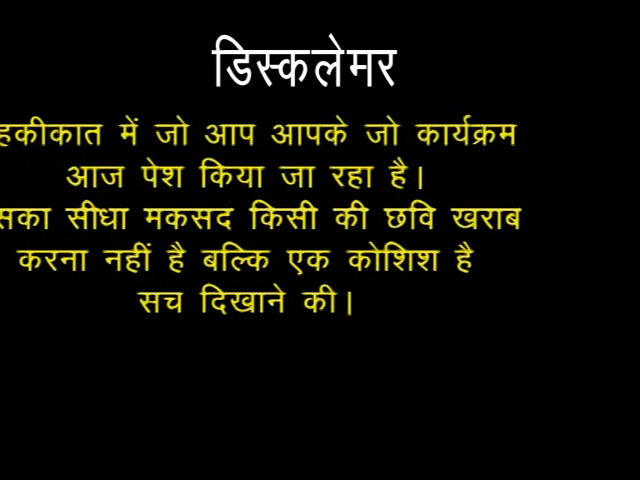 डिस्कलेमर
हकीकात में जो आप आपके जो कार्यक्रम
आज पेश किया जा रहा है।
सका सीधा मकसद किसी की छवि खराब
करना नहीं है बल्कि एक कोशिश है
सच दिखाने की।